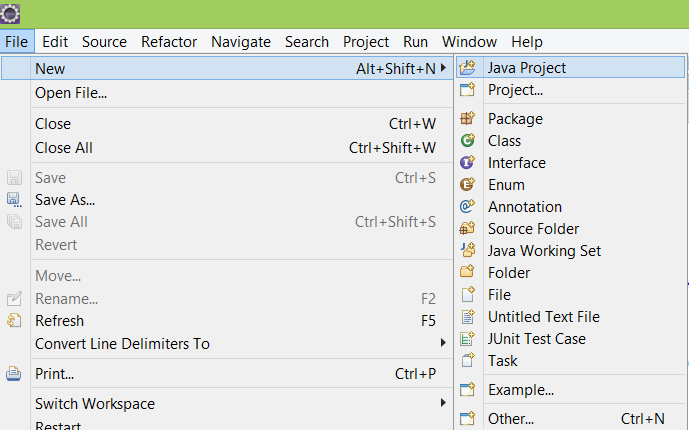 File Edit Source Refactor Navigate Search Project Run Window Help
New Alt+Shift+N
Open File...
Close Ctrl+W
Close All Ctrl+Shift+W
Save Ctrl+S
Save As...
Save All Ctrl+Shift+S
Revert
Move...
Rename... F2
Refresh F5
Convert Line Delimiters To
Print... Ctrl+P
Switch Workspace
Restart
Java Project
Project...
Package
Class
Interface
Enum
Annotation
Source Folder
Java Working Set
Folder
File
Untitled Text File
JUnit Test Case
Task
Example...
Other... Ctrl+N